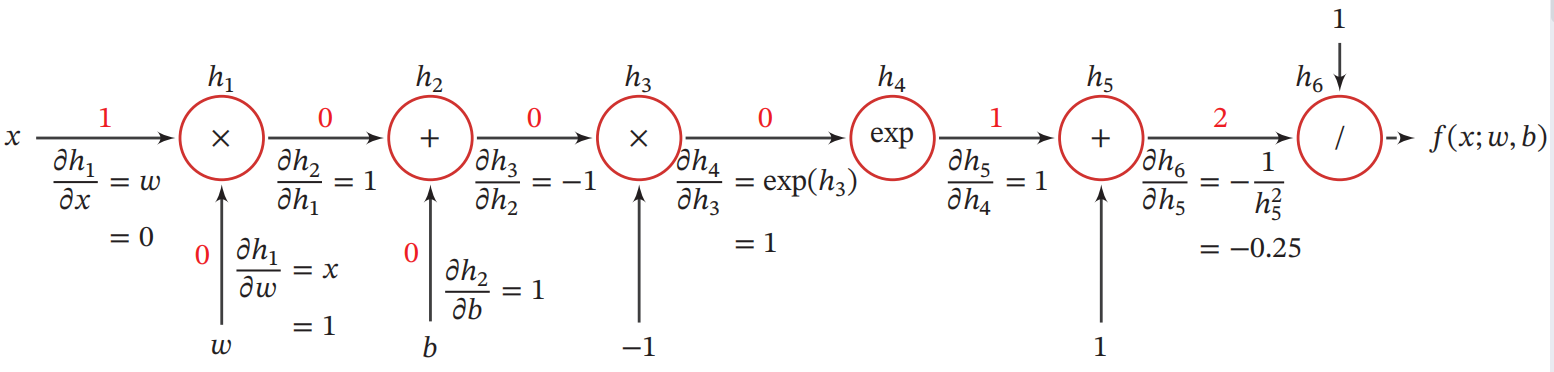 1
h₁ h₂ h₃ h₄ h₅ h₆
x 1 × 0 + 0 × 0 exp 1 + 2 / f(x; w, b)
∂h₁/∂x = w ∂h₂/∂h₁ = 1 ∂h₃/∂h₂ = −1 ∂h₄/∂h₃ = exp(h₃) ∂h₅/∂h₄ = 1 ∂h₆/∂h₅ = −1/h₅²
= 0 = 1 = −0.25
0 ∂h₁/∂w = x 0 ∂h₂/∂b = 1
= 1
w b −1 1